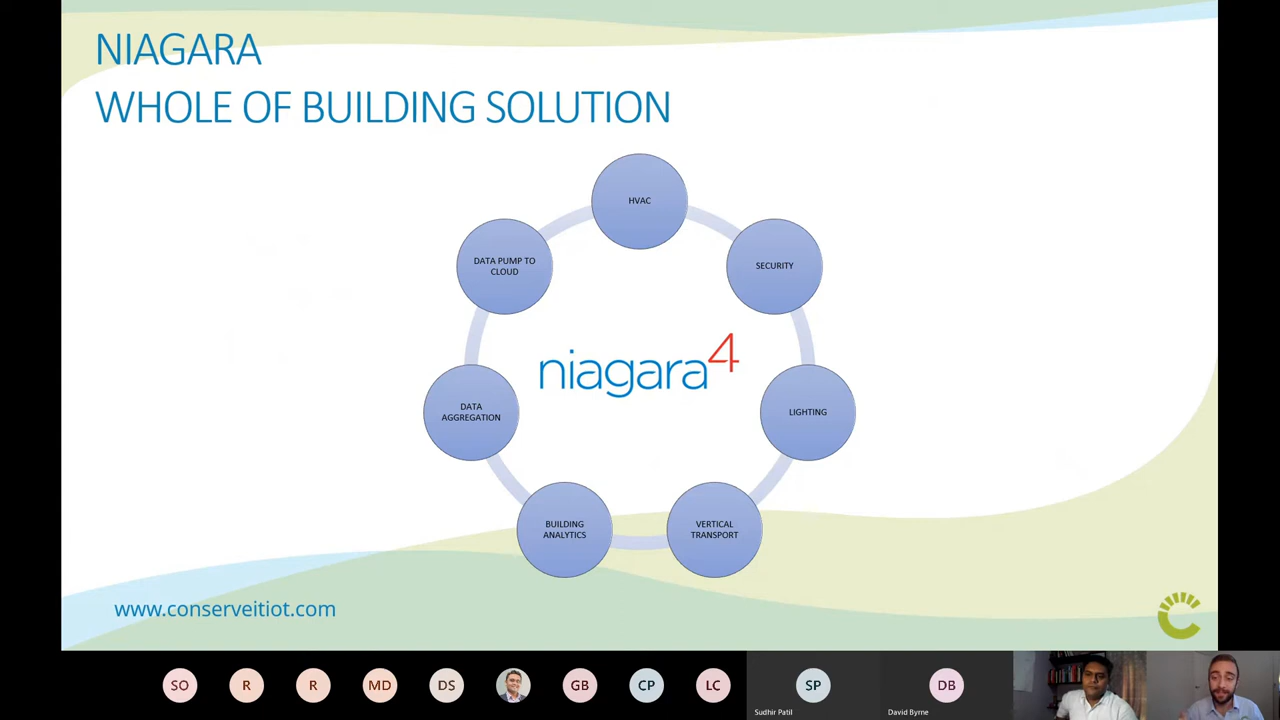 NIAGARA
WHOLE OF BUILDING SOLUTION
HVAC
SECURITY
LIGHTING
VERTICAL
TRANSPORT
BUILDING
ANALYTICS
DATA
AGGREGATION
DATA PUMP TO
CLOUD
niagara4
www.conserveitiot.com
SO
R
R
MD
DS
GB
CP
LC
SP
Sudhir Patil
DB
David Byrne